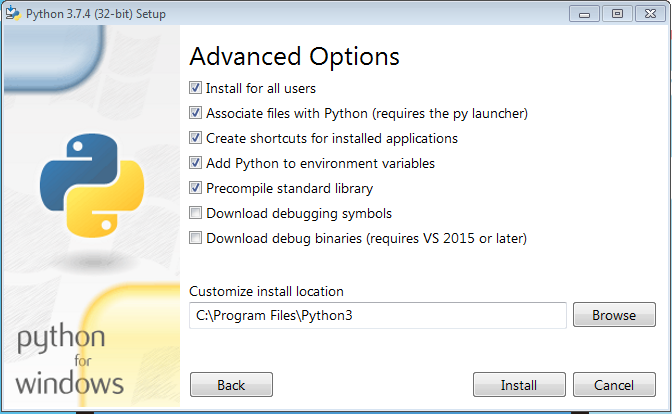 Python 3.7.4 (32-bit) Setup
Advanced Options
Install for all users
Associate files with Python (requires the py launcher)
Create shortcuts for installed applications
Add Python to environment variables
Precompile standard library
Download debugging symbols
Download debug binaries (requires VS 2015 or later)
Customize install location
C:\Program Files\Python3
Browse
python
for
windows
Back
Install
Cancel